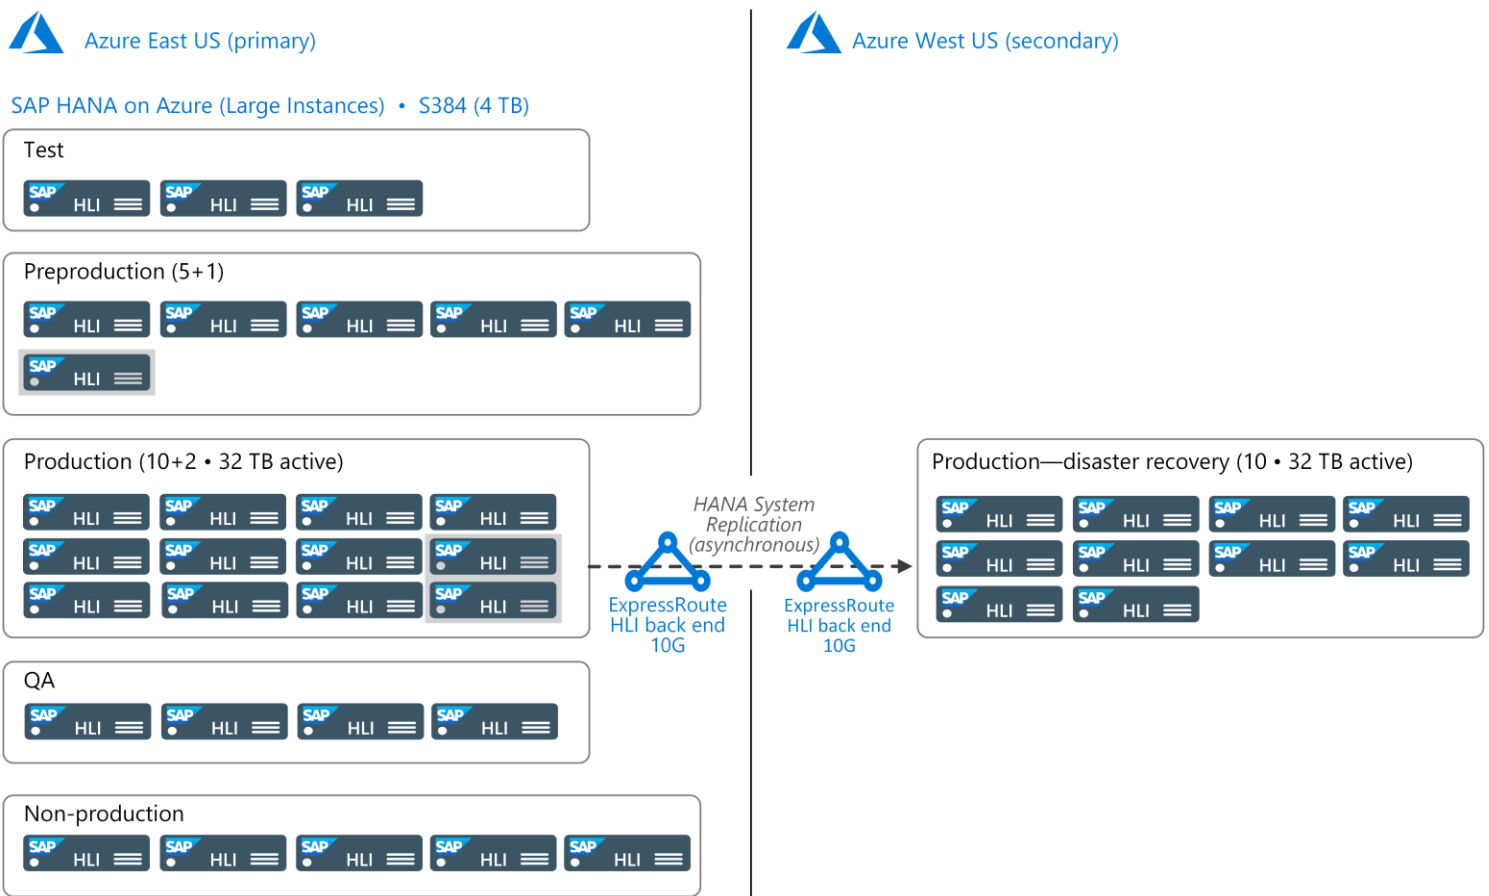 Azure East US (primary)
Azure West US (secondary)
SAP HANA on Azure (Large Instances) • S384 (4 TB)
Test
SAP HLI SAP HLI SAP HLI
Preproduction (5+1)
SAP HLI SAP HLI SAP HLI SAP HLI SAP HLI
SAP HLI
Production (10+2 • 32 TB active)
SAP HLI SAP HLI SAP HLI SAP HLI
SAP HLI SAP HLI SAP HLI SAP HLI
SAP HLI SAP HLI SAP HLI SAP HLI
HANA System
Replication
(asynchronous)
ExpressRoute
HLI back end
10G
ExpressRoute
HLI back end
10G
Production—disaster recovery (10 • 32 TB active)
SAP HLI SAP HLI SAP HLI SAP HLI
SAP HLI SAP HLI SAP HLI SAP HLI
SAP HLI SAP HLI
QA
SAP HLI SAP HLI SAP HLI SAP HLI
Non-production
SAP HLI SAP HLI SAP HLI SAP HLI SAP HLI